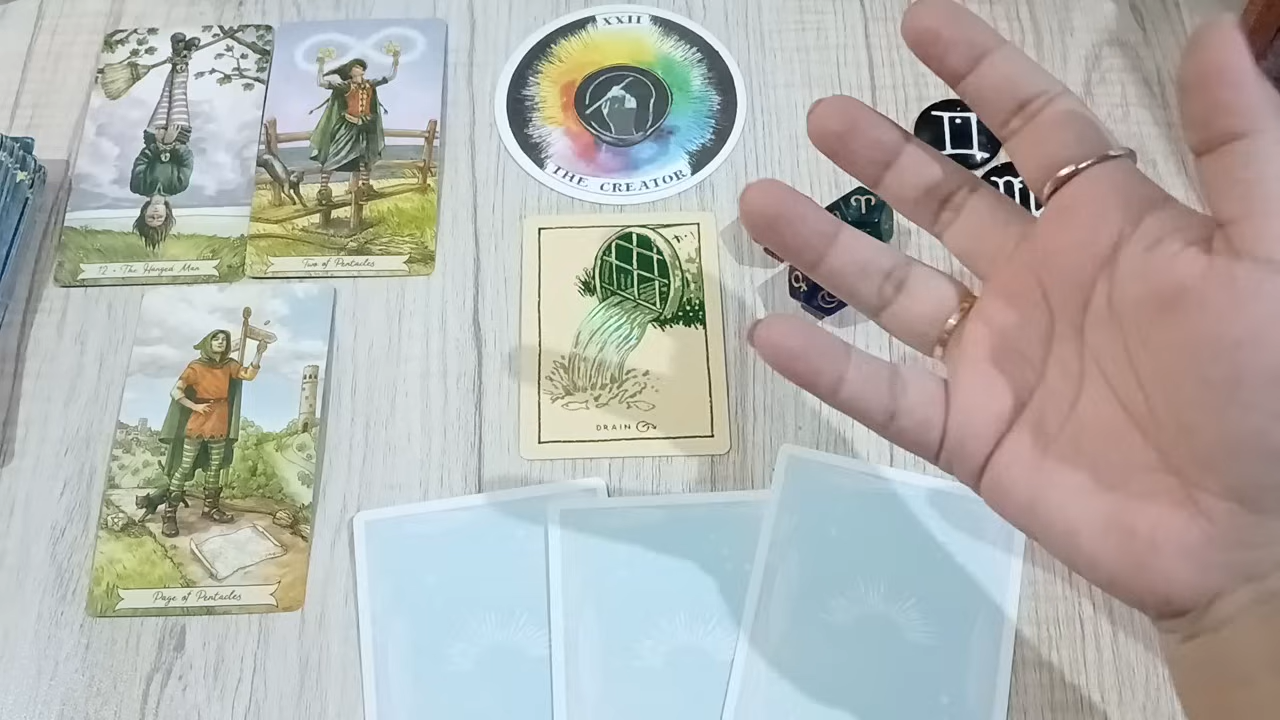 12 • The Hanged Man
Two of Pentacles
XXII
THE CREATOR
DRAIN
Page of Pentacles